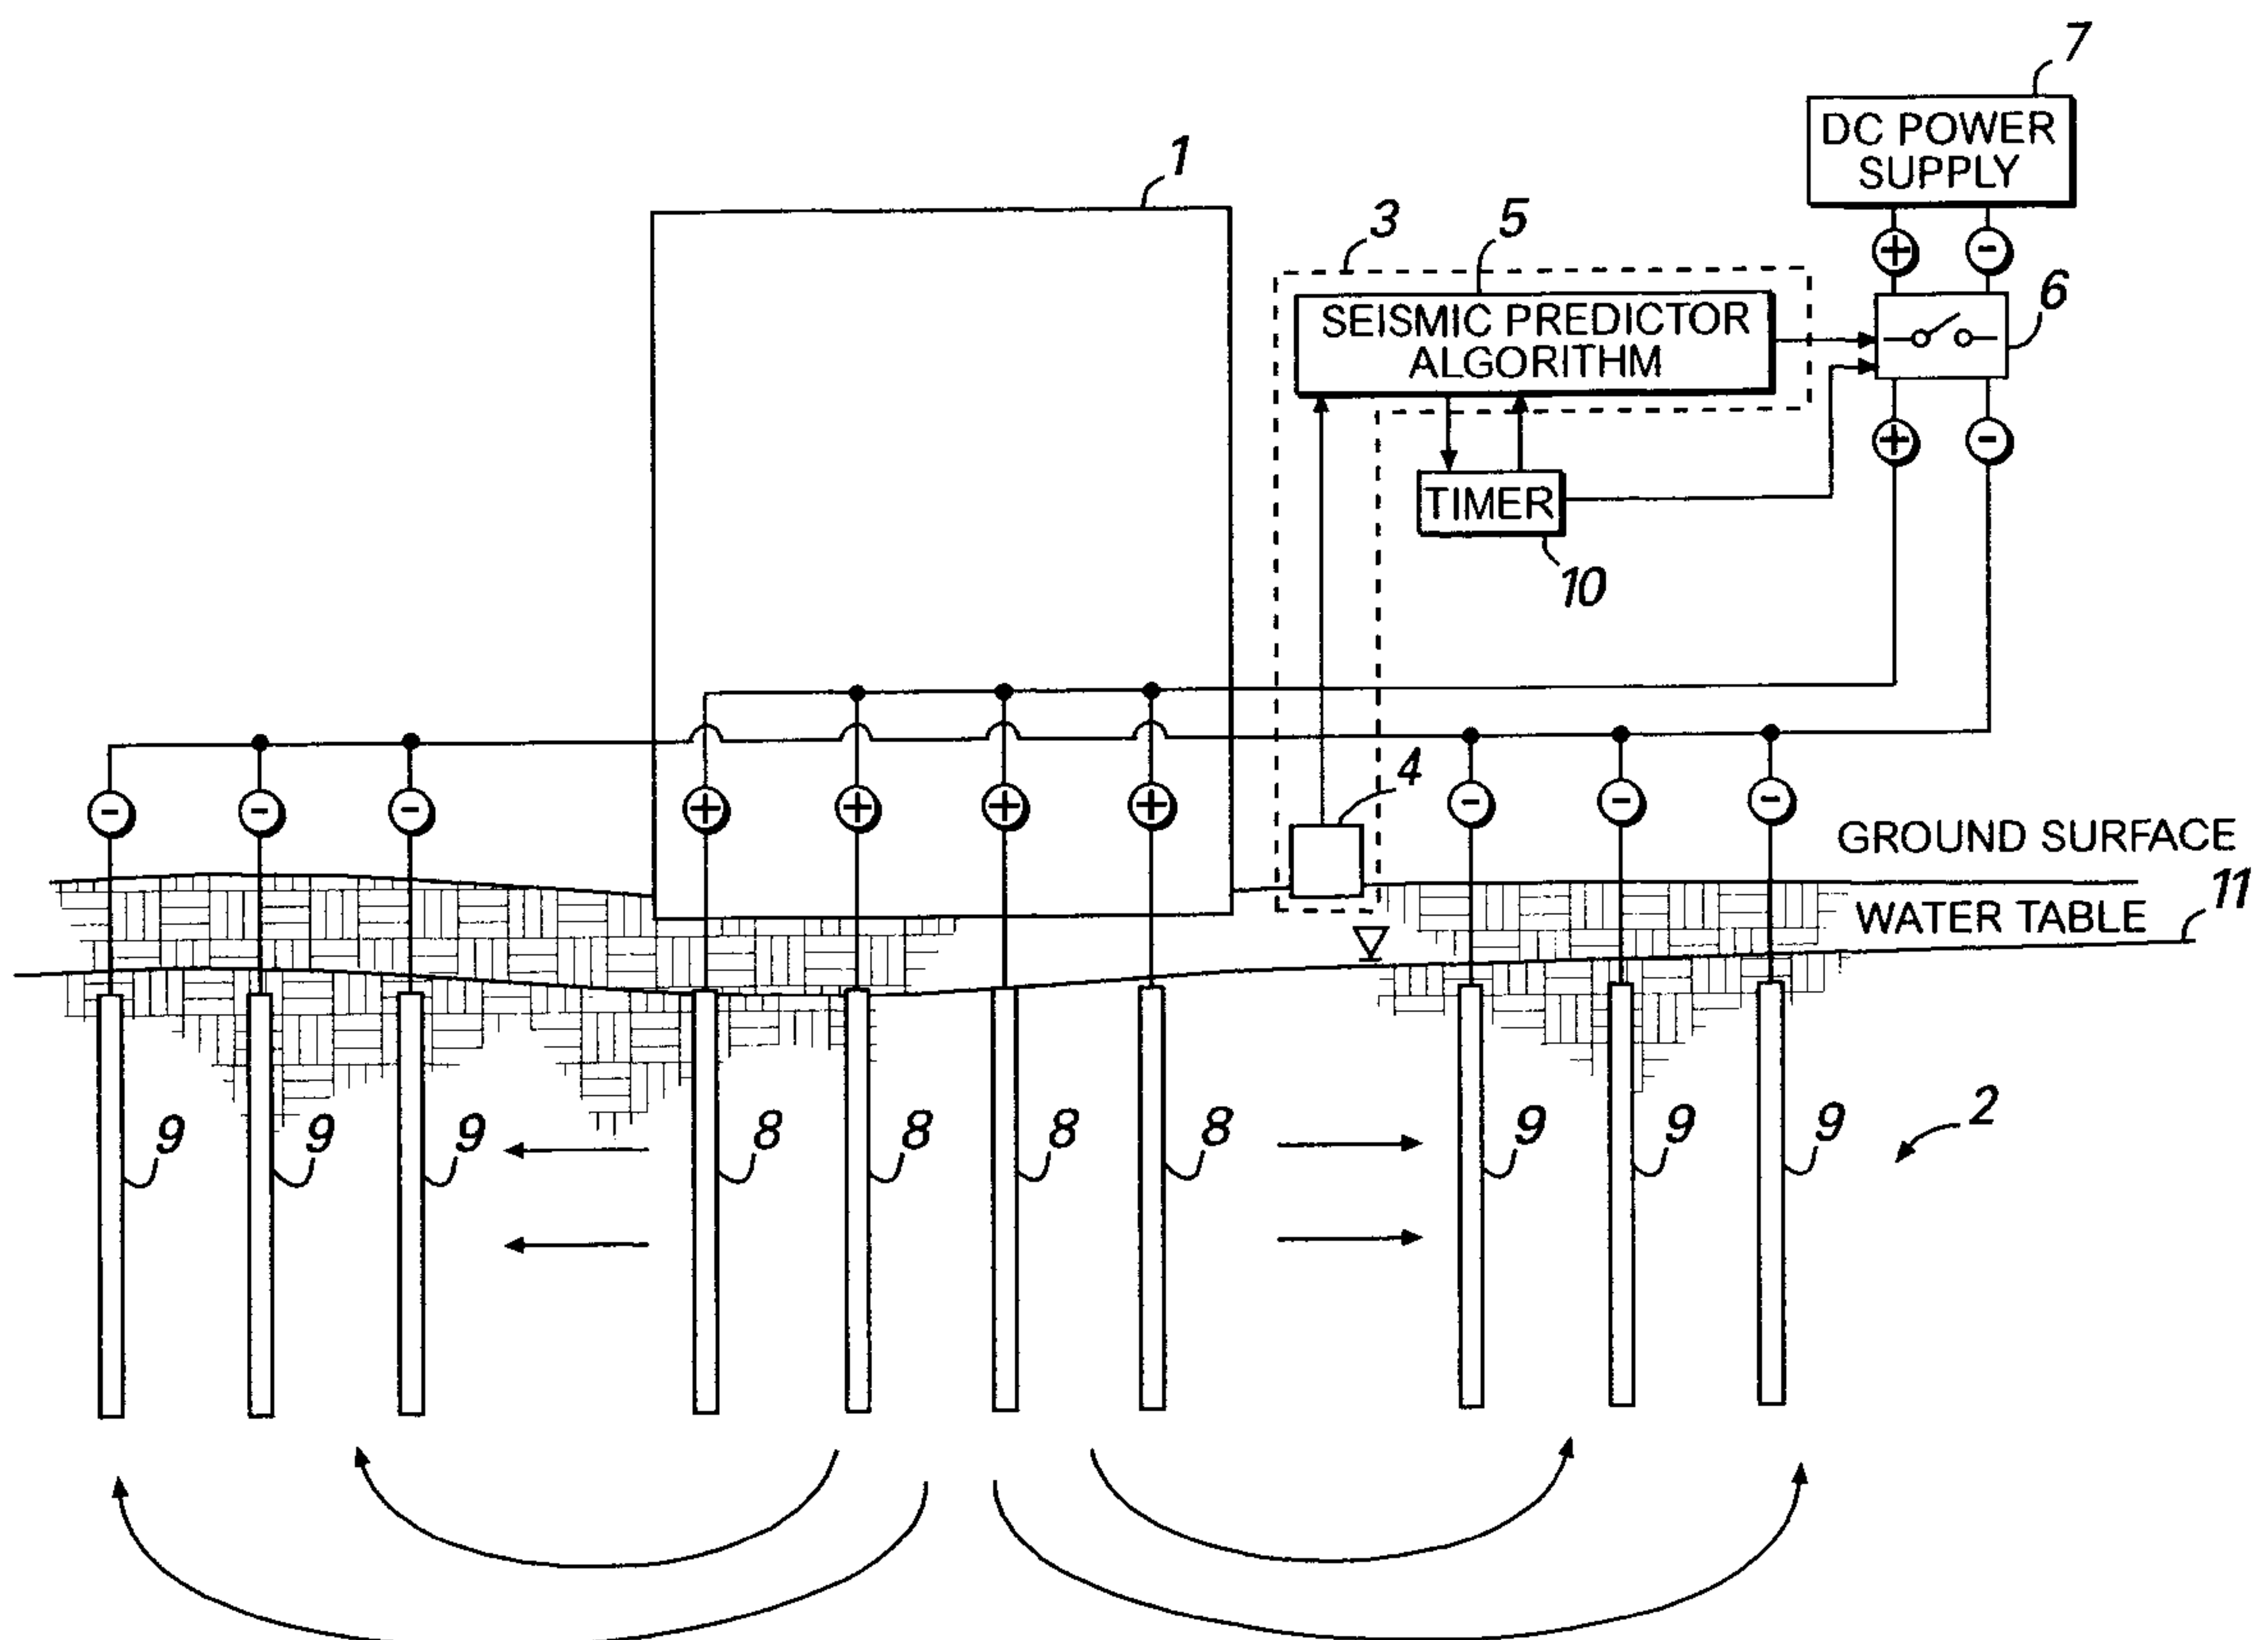 7
DC POWER
SUPPLY
1
3
5
+ -
6
SEISMIC PREDICTOR
ALGORITHM
+ -
TIMER
10
4
- - - + + + + - - -
GROUND SURFACE
11
WATER TABLE
2
9 9 9 8 8 8 8 9 9 9